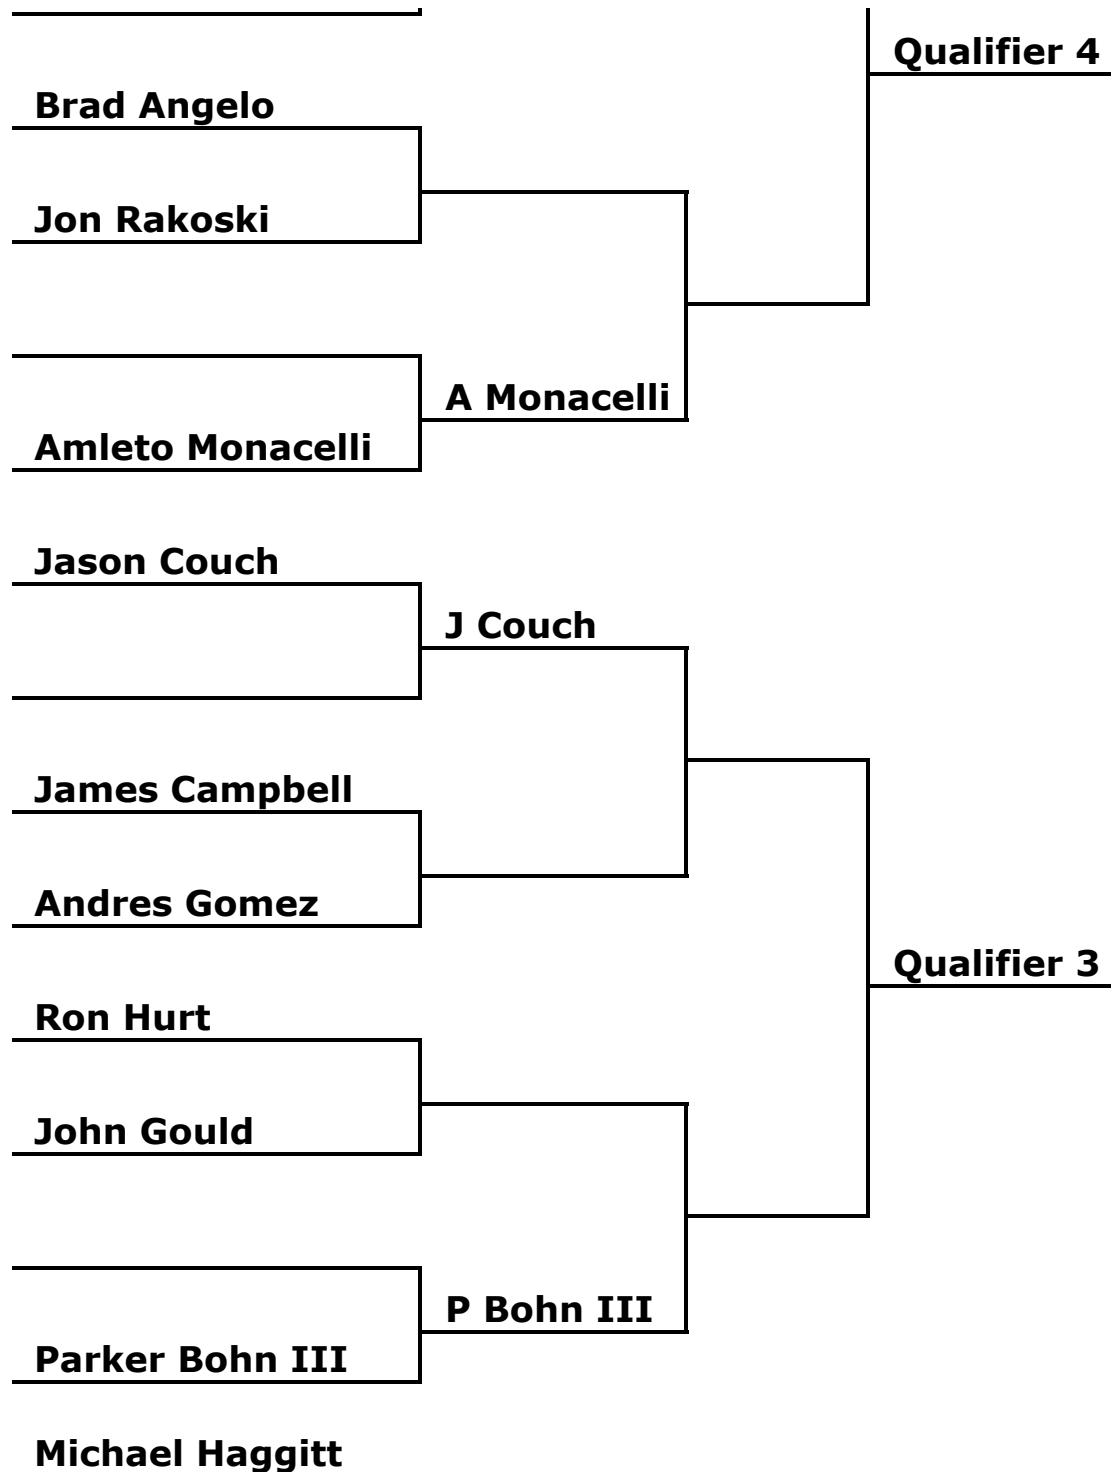 Qualifier 4
Brad Angelo
Jon Rakoski
A Monacelli
Amleto Monacelli
Jason Couch
J Couch
James Campbell
Andres Gomez
Qualifier 3
Ron Hurt
John Gould
P Bohn III
Parker Bohn III
Michael Haggitt